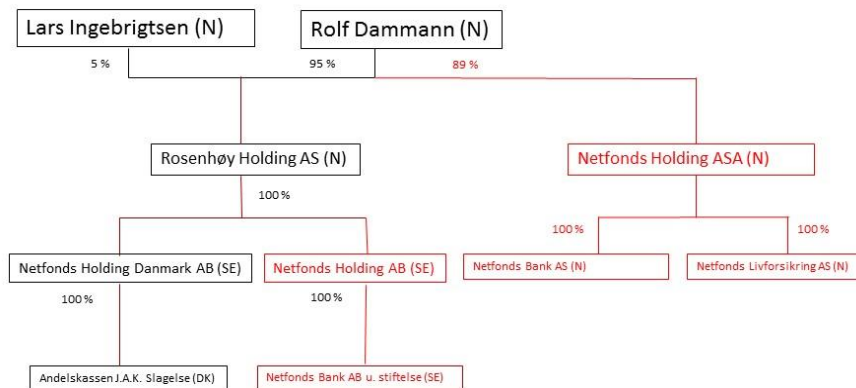 Lars Ingebrigtsen (N)
Rolf Dammann (N)
5 %
95 %
89 %
Rosenhøy Holding AS (N)
Netfonds Holding ASA (N)
100 %
100 %
100 %
Netfonds Holding Danmark AB (SE)
Netfonds Holding AB (SE)
Netfonds Bank AS (N)
Netfonds Livforsikring AS (N)
100 %
100 %
Andelskassen J.A.K. Slagelse (DK)
Netfonds Bank AB u. stiftelse (SE)